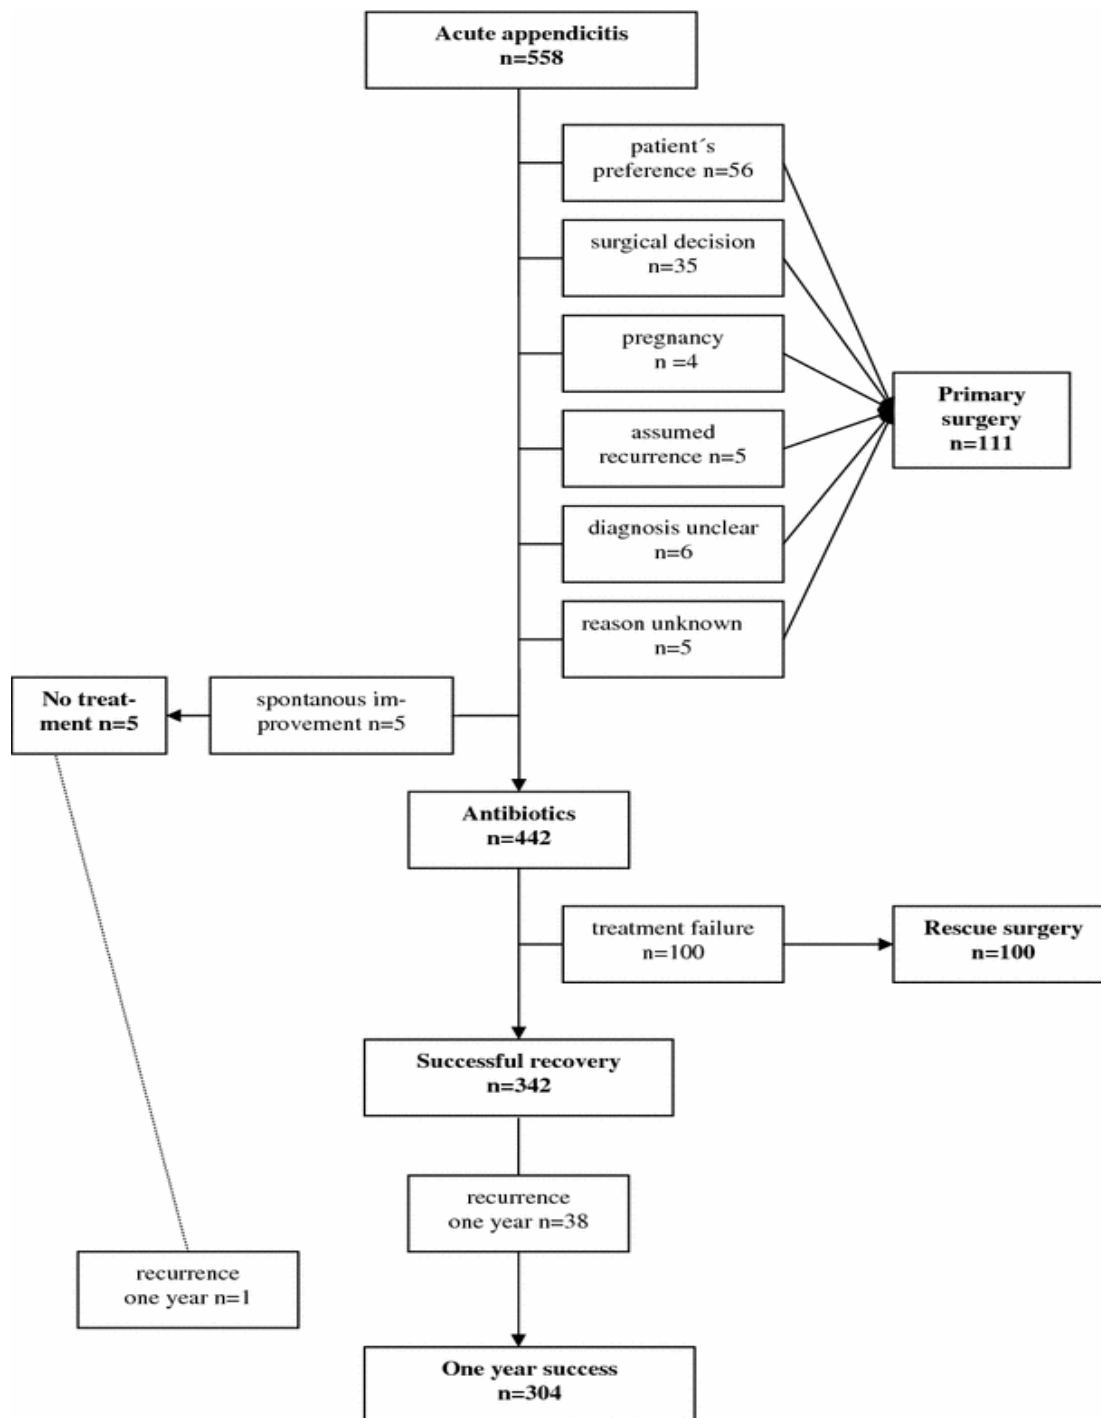 Acute appendicitis
n=558
patient´s
preference n=56
surgical decision
n=35
pregnancy
n =4
assumed
recurrence n=5
diagnosis unclear
n=6
reason unknown
n=5
Primary
surgery
n=111
No treat-
ment n=5
spontanous im-
provement n=5
Antibiotics
n=442
treatment failure
n=100
Rescue surgery
n=100
Successful recovery
n=342
recurrence
one year n=38
recurrence
one year n=1
One year success
n=304